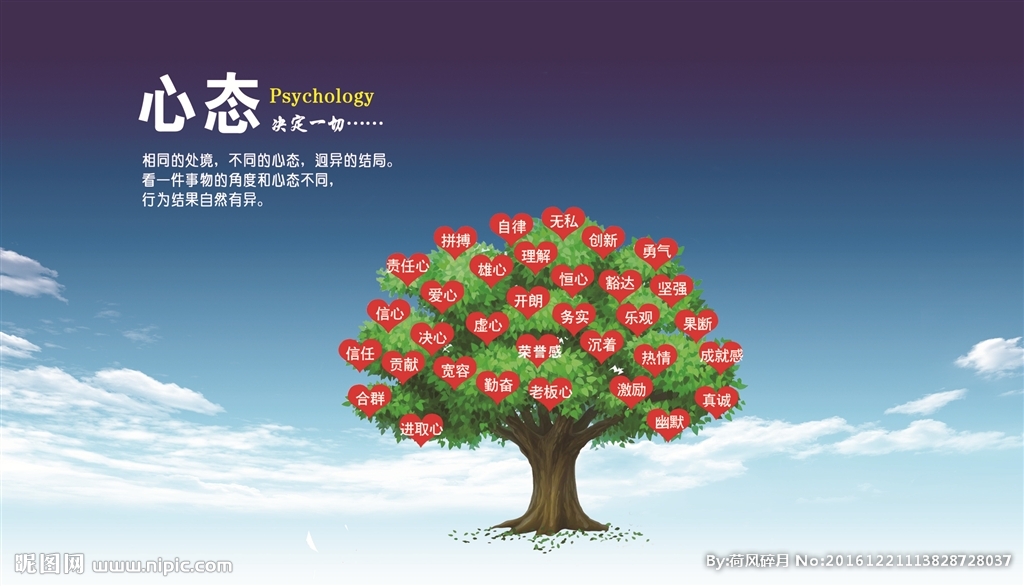 心态
Psychology
决定一切……
相同的处境，不同的心态，迥异的结局。
看一件事物的角度和心态不同，
行为结果自然有异。
无私
自律
拼搏
创新
勇气
理解
责任心
雄心
恒心
豁达
坚强
爱心
开朗
信心
务实
乐观
果断
虚心
决心
沉着
荣誉感
信任
热情
成就感
贡献
宽容
勤奋
老板心
激励
合群
真诚
幽默
进取心
昵图网 www.nipic.com
By:荷风碎月 No:20161221113828728037